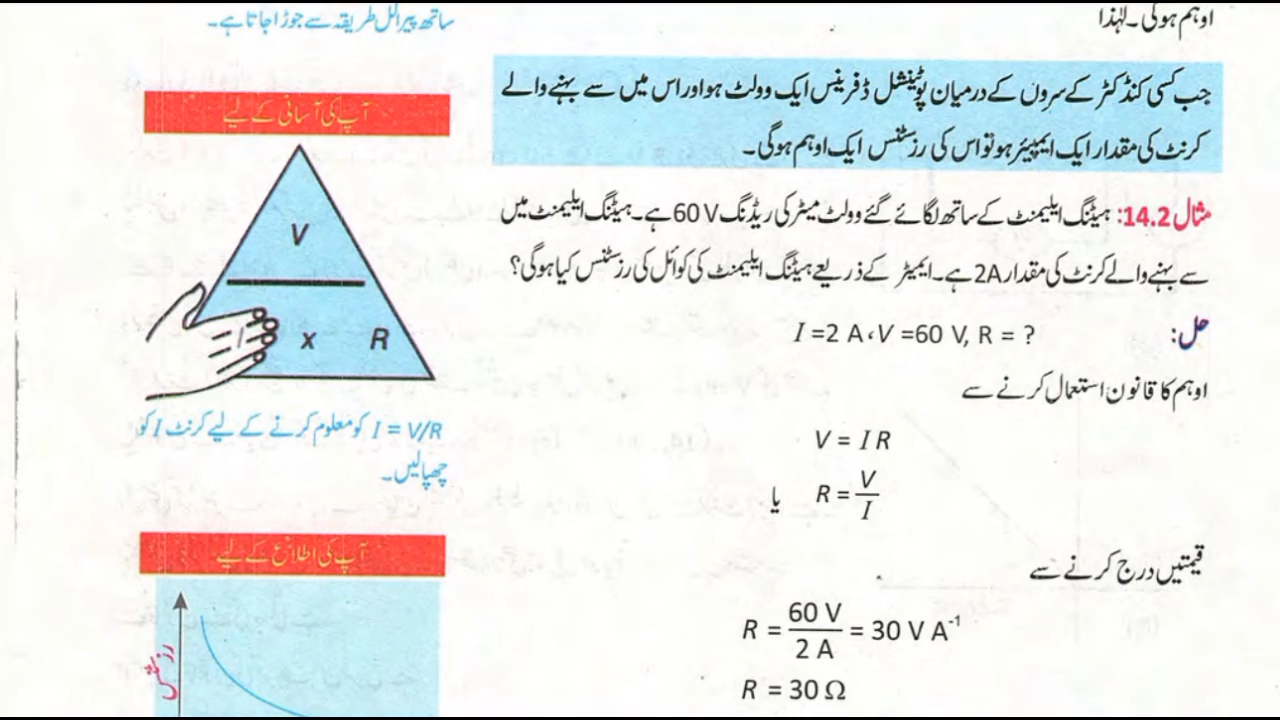 اوہم ہوگی۔ لہٰذا
جب کسی کنڈکٹر کے سروں کے درمیان پوٹینشل ڈفرینس ایک وولٹ ہو اور اس میں سے بہنے والے
کرنٹ کی مقدار ایک ایمپیئر ہو تو اس کی رزسٹنس ایک اوہم ہوگی۔
مثال 14.2: ہیٹنگ ایلیمنٹ کے ساتھ لگائے گئے وولٹ میٹر کی ریڈنگ 60 V ہے۔ ہیٹنگ ایلیمنٹ میں
سے بہنے والے کرنٹ کی مقدار 2A ہے۔ ایمیٹر کے ذریعے ہیٹنگ ایلیمنٹ کی کوائل کی رزسٹنس کیا ہوگی؟
حل: I =2 A، V =60 V, R = ?
اوہم کا قانون استعمال کرنے سے
V = I R
یا R = V/I
قیمتیں درج کرنے سے
R = 60 V/2 A = 30 V A⁻¹
R = 30 Ω
ساتھ پیرالل طریقہ سے جوڑا جاتا ہے۔
آپ کی آسانی کے لیے
V
I x R
I = V/R کو معلوم کرنے کے لیے کرنٹ I کو
چھپالیں۔
آپ کی اطلاع کے لیے
رزسٹنس